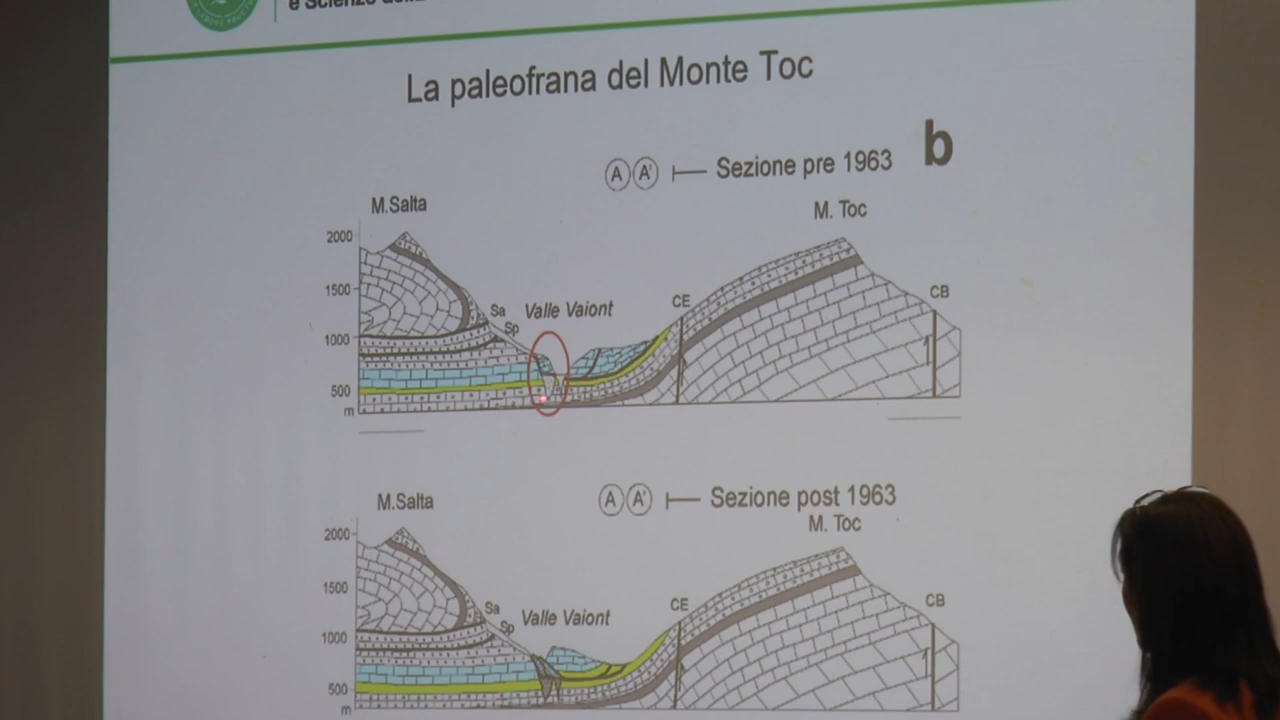 e Scienze
La paleofrana del Monte Toc
b
A A' Sezione pre 1963
M.Salta
M. Toc
2000
1500
1000
500
m
Sa
Sp
Valle Vaiont
CE
CB
A A' Sezione post 1963
M.Salta
M. Toc
2000
1500
1000
500
m
Sa
Sp
Valle Vaiont
CE
CB